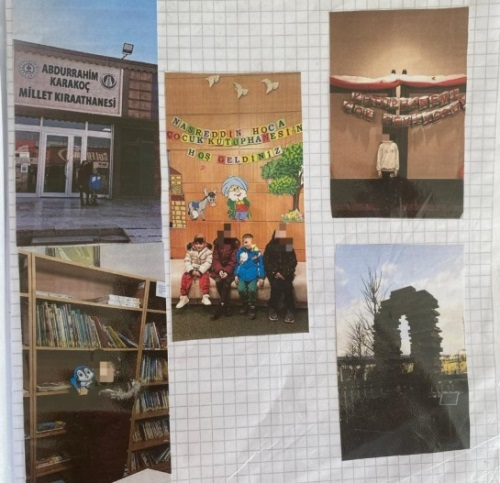 ABDURRAHİM
KARAKOÇ
MİLLET KIRAATHANESİ
NASREDDİN HOCA
ÇOCUK KÜTÜPHANESİNE
HOŞ GELDİNİZ